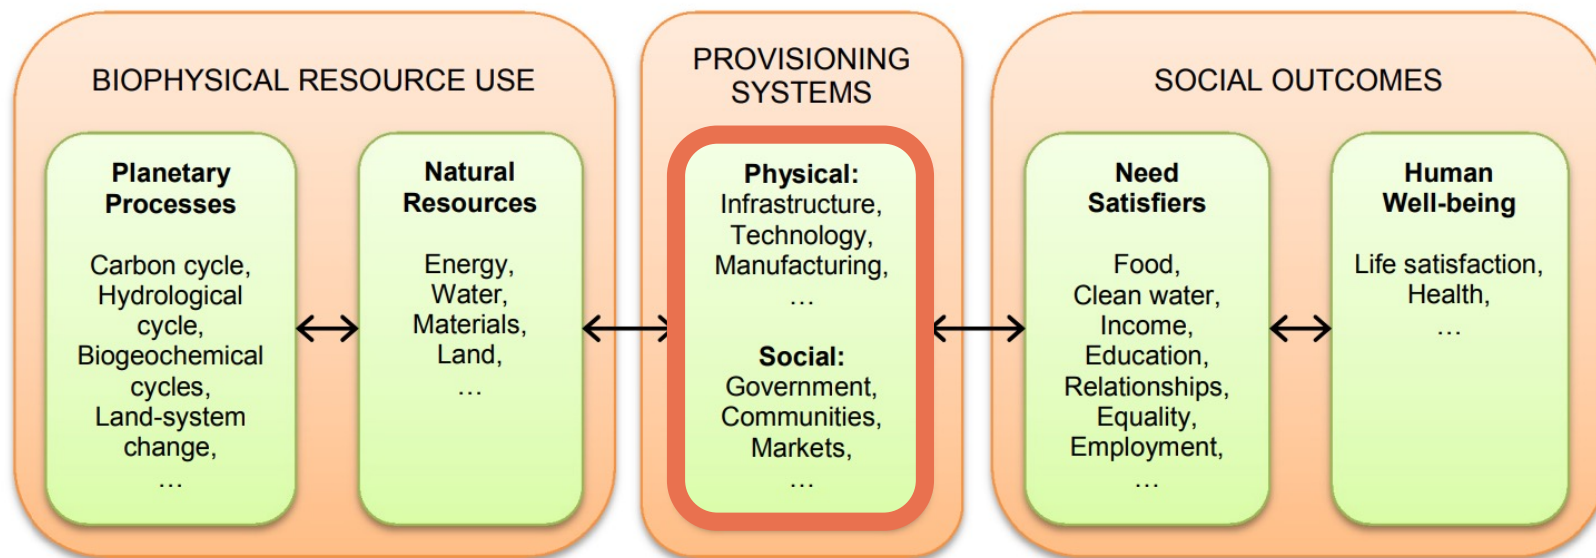 BIOPHYSICAL RESOURCE USE
Planetary
Processes
Carbon cycle,
Hydrological
cycle,
Biogeochemical
cycles,
Land-system
change,
…
Natural
Resources
Energy,
Water,
Materials,
Land,
…
PROVISIONING
SYSTEMS
Physical:
Infrastructure,
Technology,
Manufacturing,
…
Social:
Government,
Communities,
Markets,
…
SOCIAL OUTCOMES
Need
Satisfiers
Food,
Clean water,
Income,
Education,
Relationships,
Equality,
Employment,
…
Human
Well-being
Life satisfaction,
Health,
…